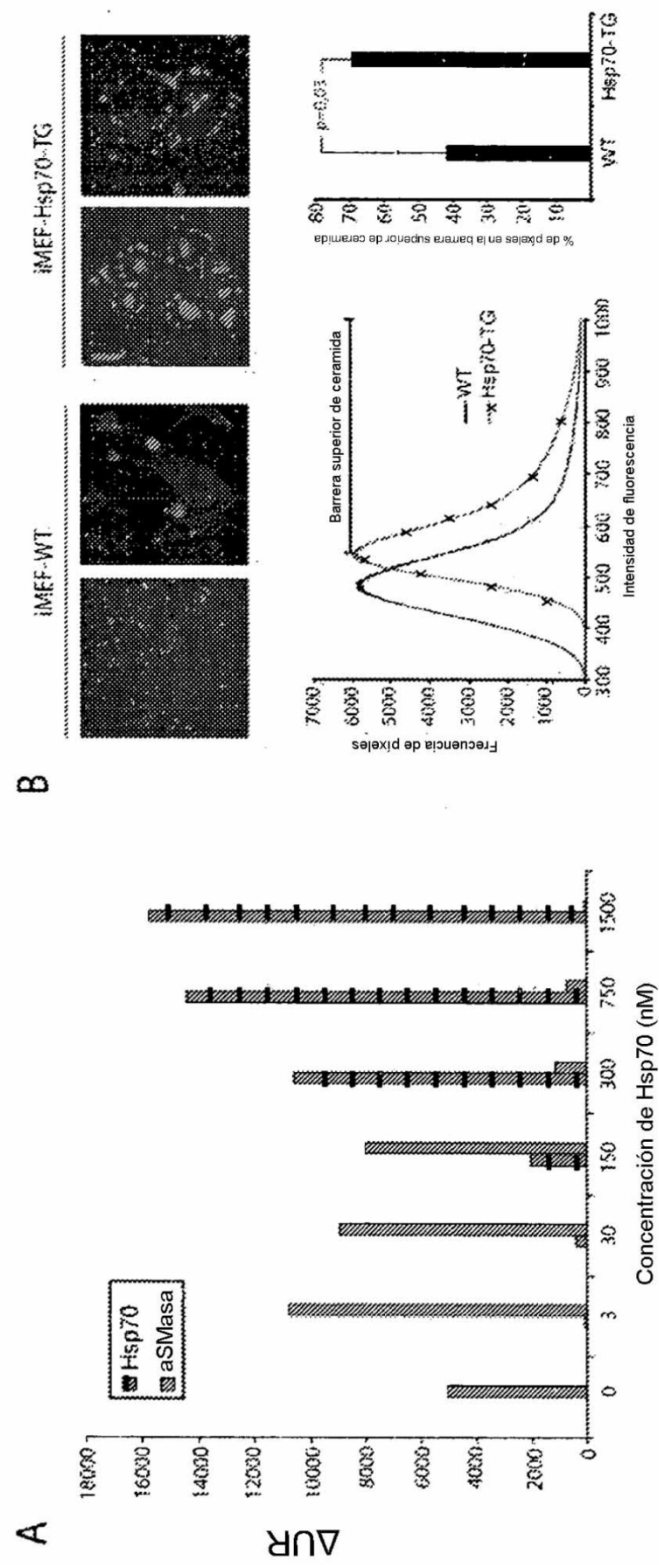 A
ΔUR
18000
16000
14000
12000
10000
8000
6000
4000
2000
0
Hsp70
aSMasa
0 3 30 150 300 750 1500
Concentración de Hsp70 (nM)
B
iMEF-WT
iMEF-Hsp70-TG
Frecuencia de píxeles
7000
6000
5000
4000
3000
2000
1000
0
Barrera superior de ceramida
WT
Hsp70-TG
300 400 500 600 700 800 900 1000
Intensidad de fluorescencia
% de píxeles en la barrera superior de ceramida
80
70
60
50
40
30
20
10
p=0,03
WT
Hsp70-TG